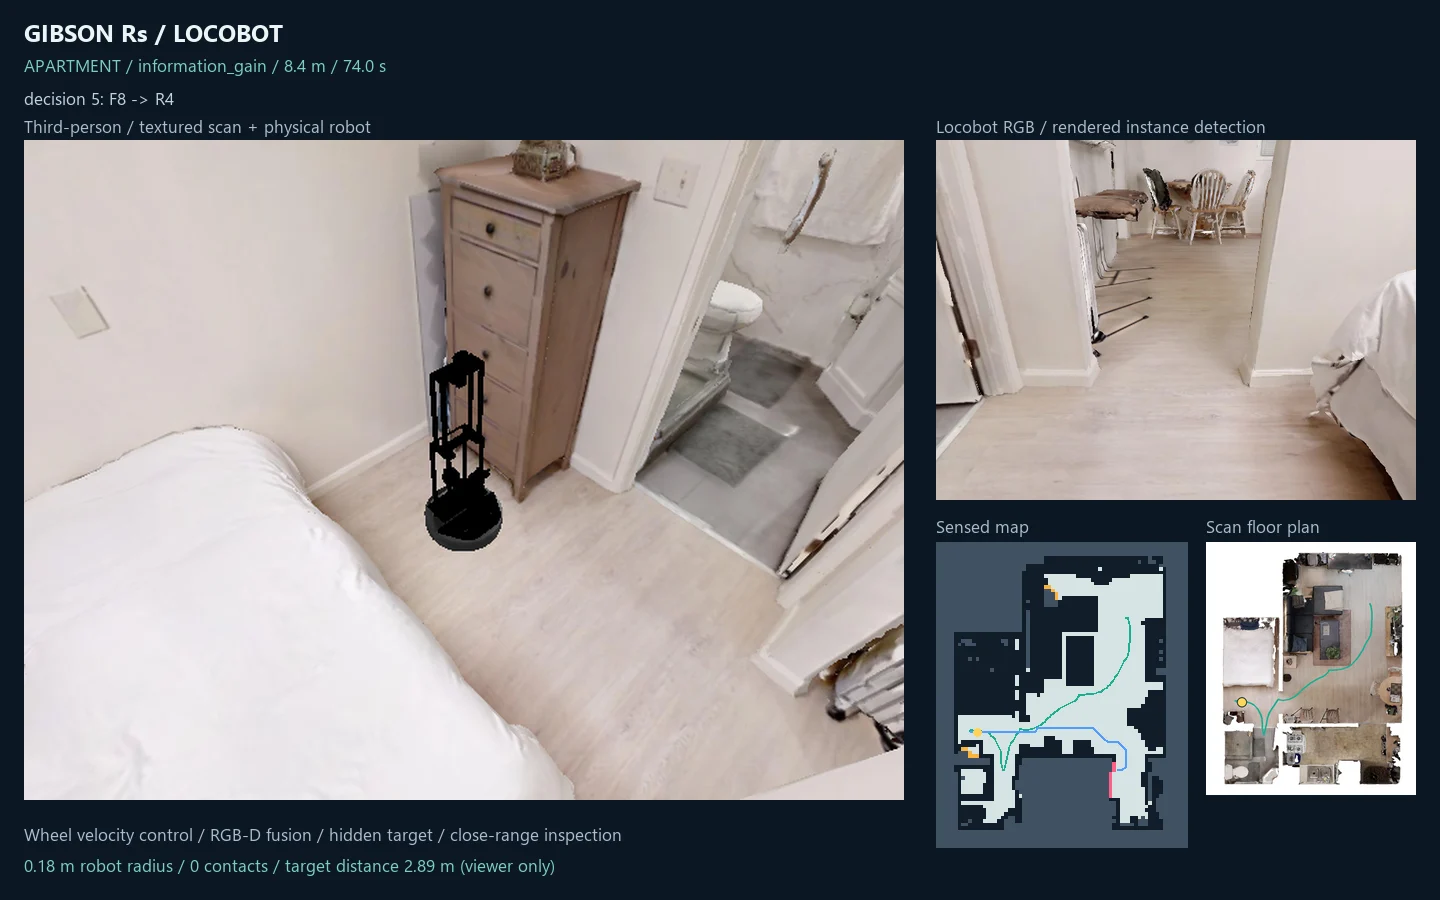 GIBSON Rs / LOCOBOT
APARTMENT / information_gain / 8.4 m / 74.0 s
decision 5: F8 -> R4
Third-person / textured scan + physical robot
Locobot RGB / rendered instance detection
Sensed map
Scan floor plan
Wheel velocity control / RGB-D fusion / hidden target / close-range inspection
0.18 m robot radius / 0 contacts / target distance 2.89 m (viewer only)